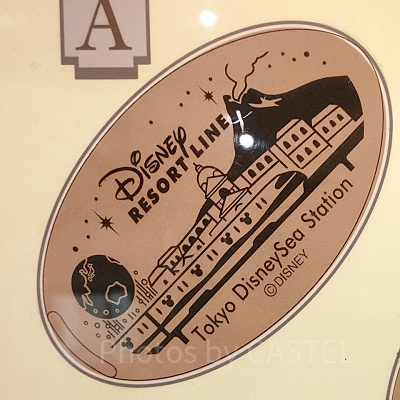 A
Disney
RESORT LINE
Tokyo DisneySea Station
©DISNEY
Photos by CASTEL